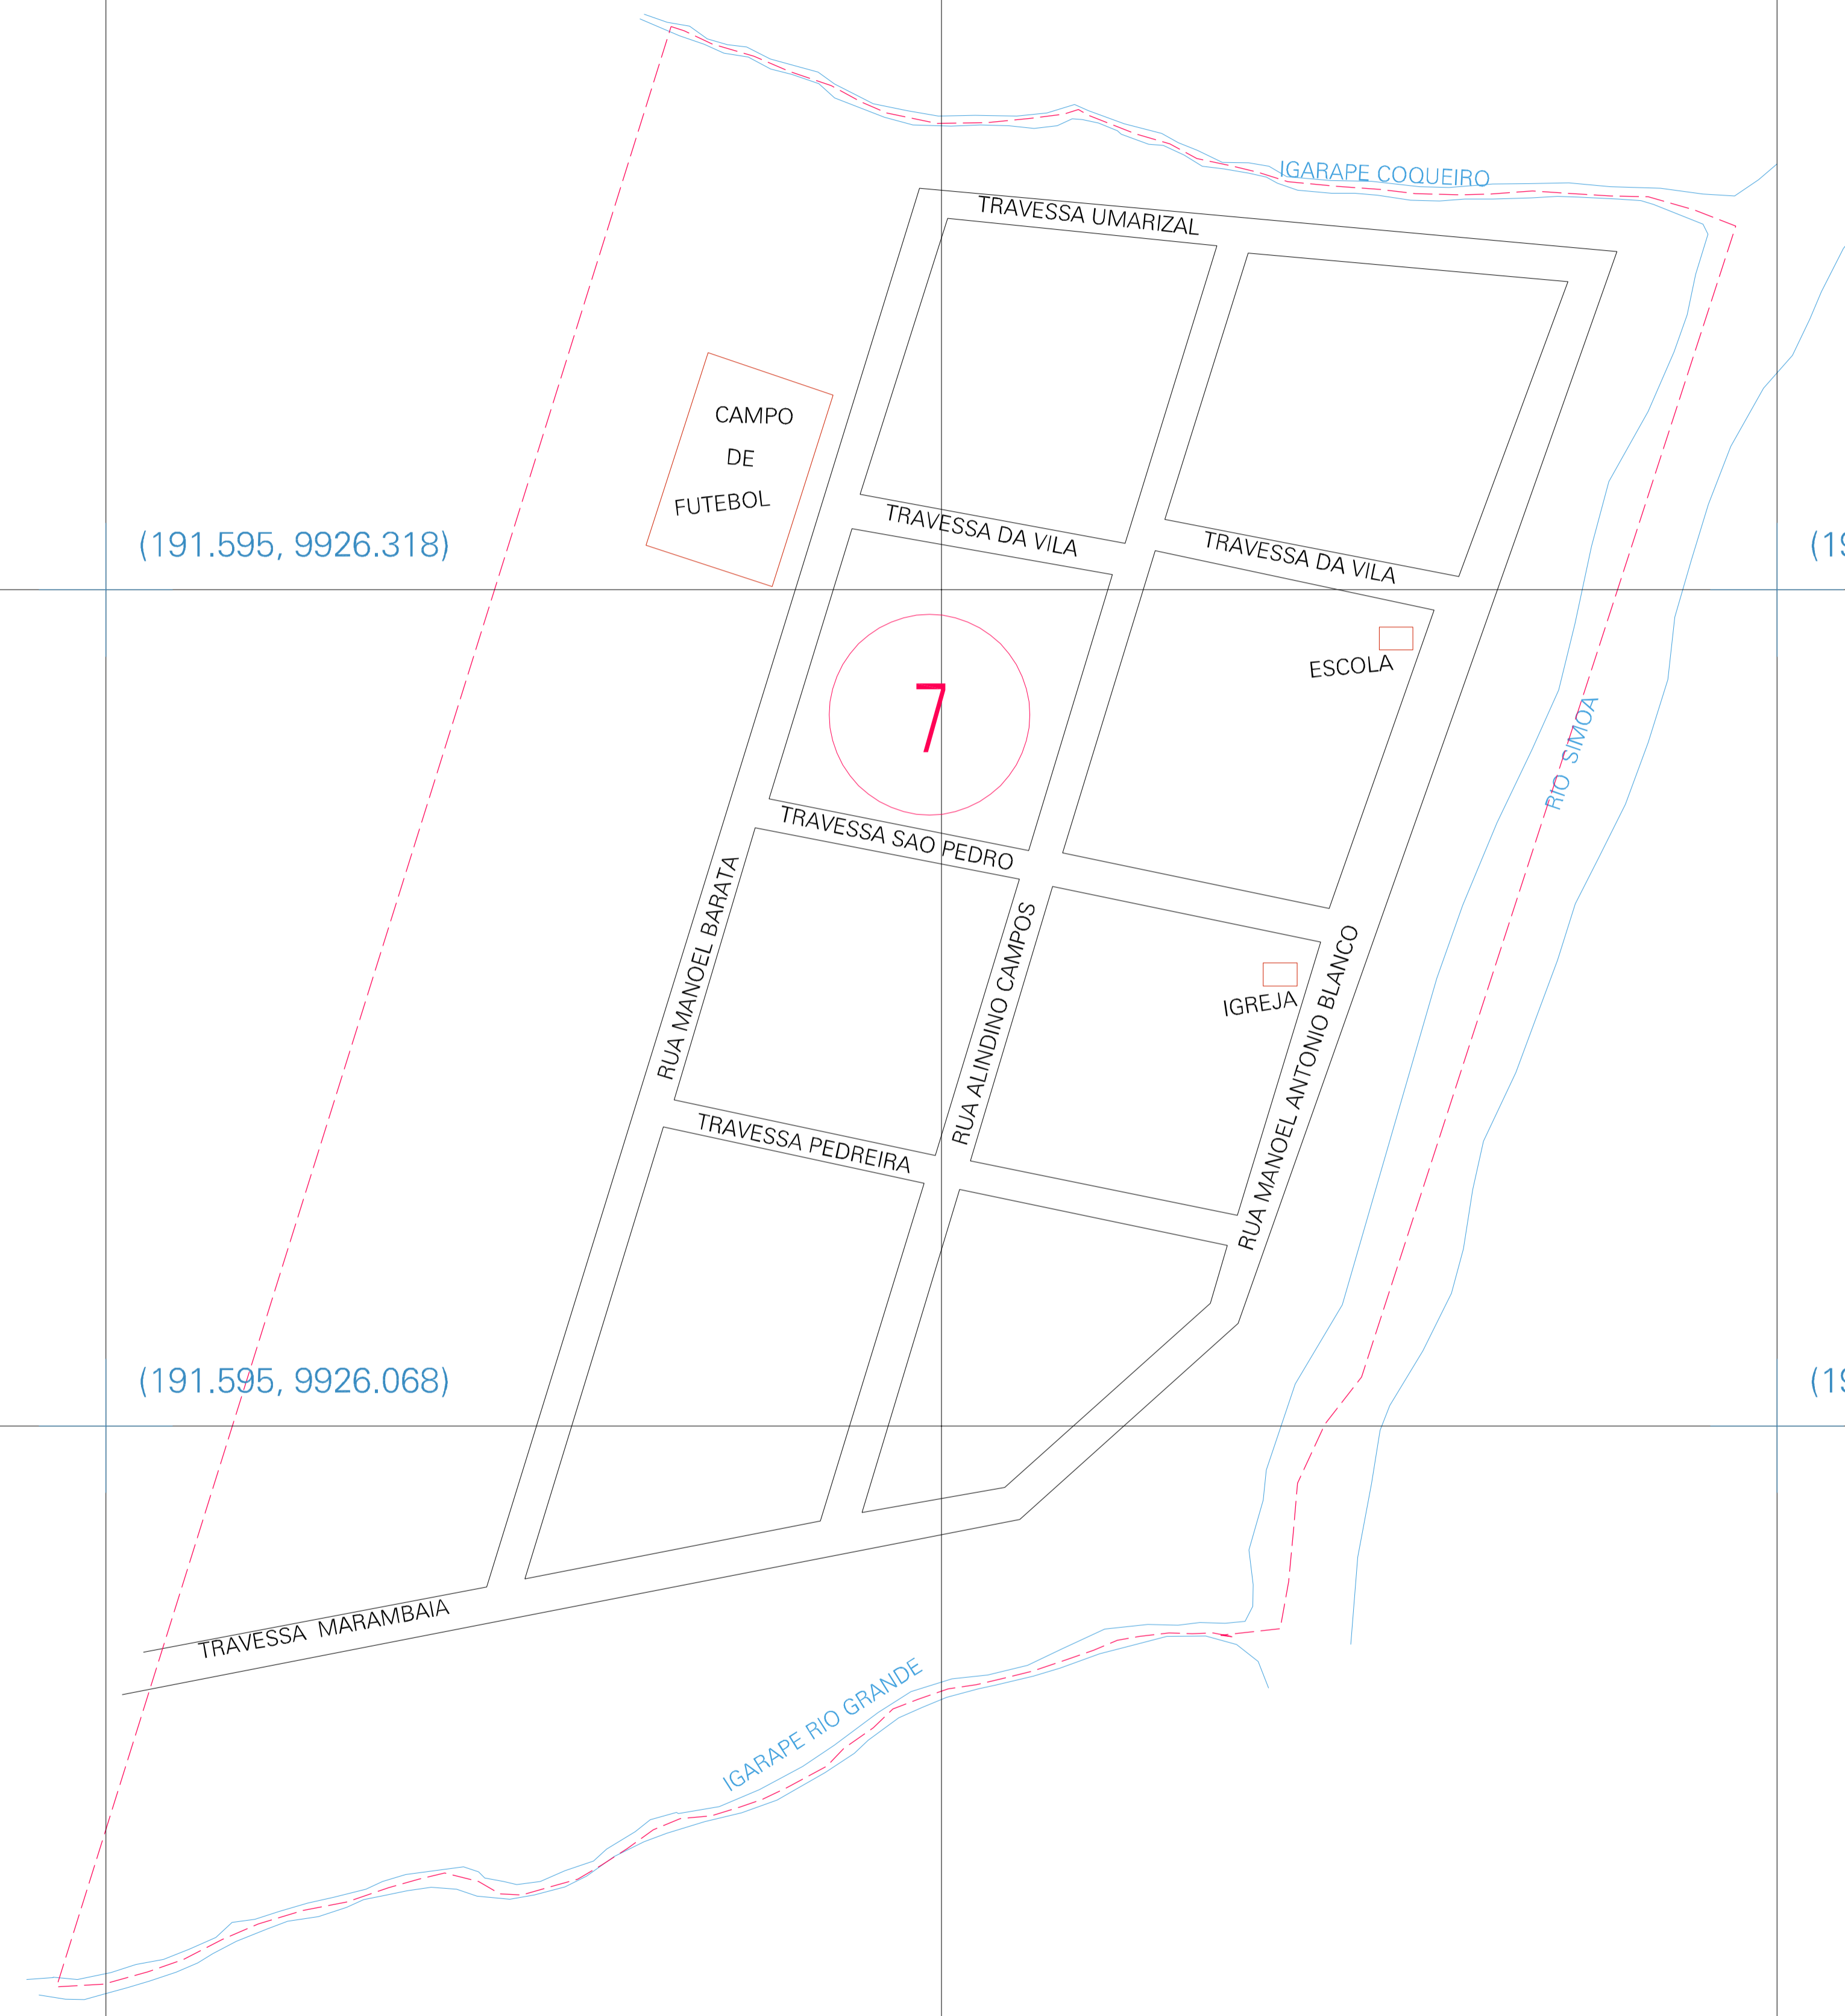 IGARAPE COQUEIRO
TRAVESSA UMARIZAL
CAMPO
DE
FUTEBOL
TRAVESSA DA VILA
TRAVESSA DA VILA
(191.595, 9926.318)
(19
ESCOLA
7
RIO SIMOA
TRAVESSA SAO PEDRO
RUA MANOEL BARATA
RUA ALINDINO CAMPOS
RUA MANOEL ANTONIO BLANCO
IGREJA
TRAVESSA PEDREIRA
(191.595, 9926.068)
(19
TRAVESSA MARAMBAIA
IGARAPE RIO GRANDE